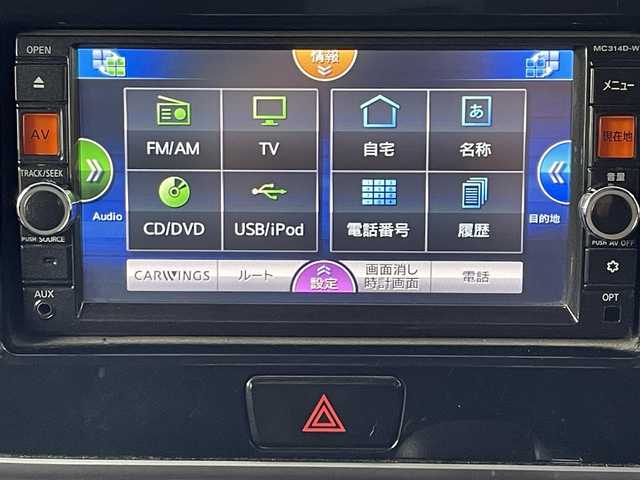 OPEN
MC314D-W
情報
メニュー
AV
現在地
FM/AM
TV
自宅
あ
名称
TRACK/SEEK
音量
Audio
目的地
CD/DVD
USB/iPod
電話番号
履歴
PUSH SOURCE
PUSH AV OFF
CARWINGS
ルート
設定
画面消し
時計画面
電話
AUX
OPT